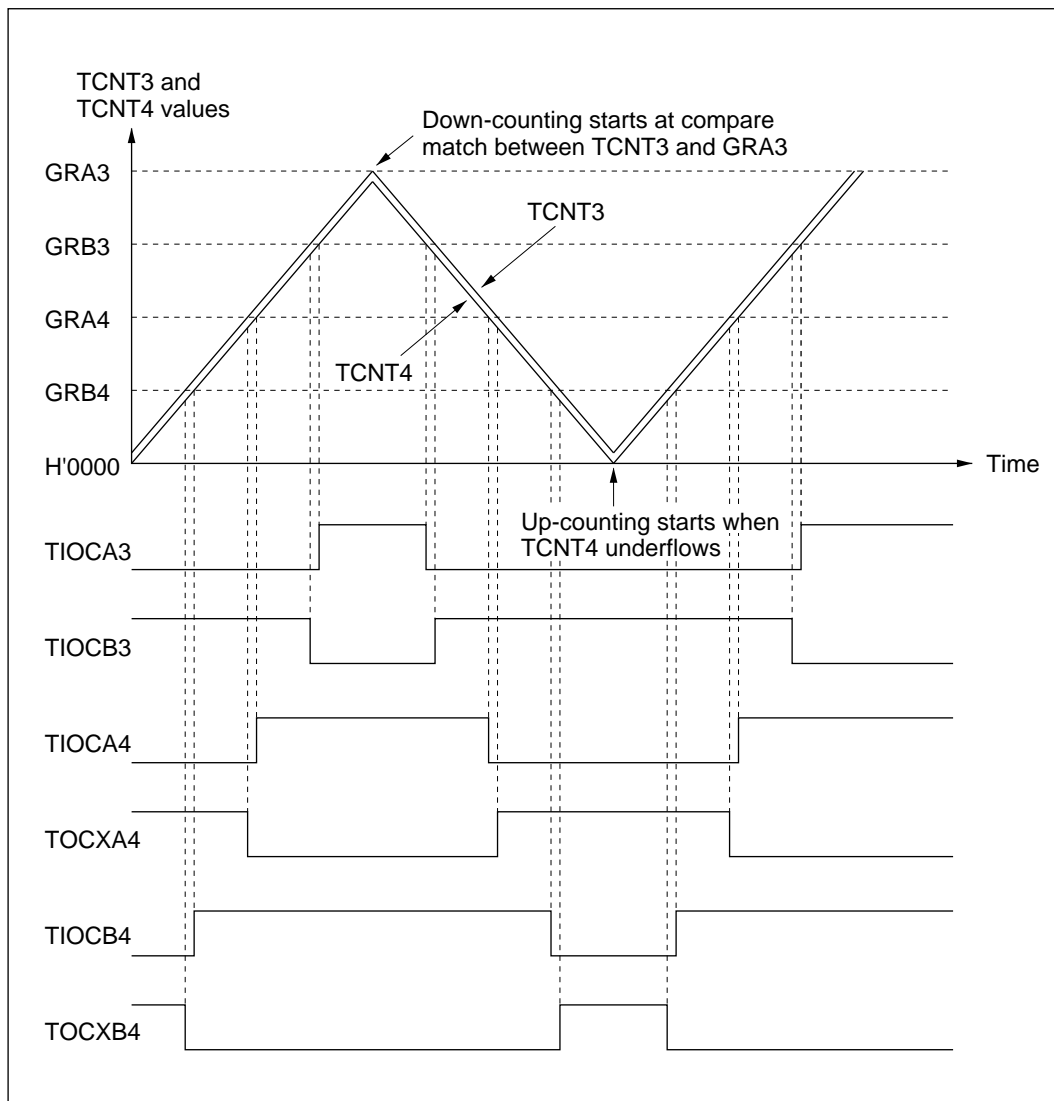 TCNT3 and
TCNT4 values
Down-counting starts at compare
match between TCNT3 and GRA3
GRA3
TCNT3
GRB3
GRA4
TCNT4
GRB4
H'0000
Time
Up-counting starts when
TCNT4 underflows
TIOCA3
TIOCB3
TIOCA4
TOCXA4
TIOCB4
TOCXB4